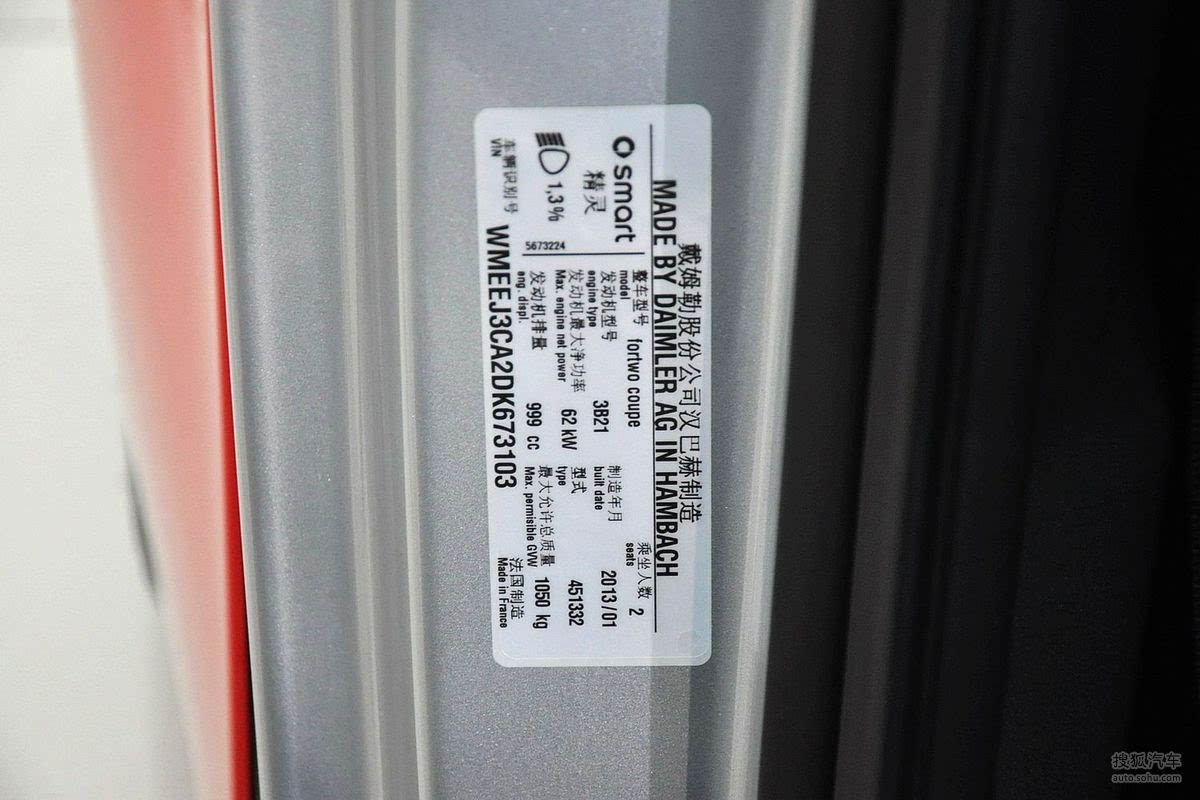 戴姆勒股份公司汉巴赫制造
MADE BY DAIMLER AG IN HAMBACH
smart
精灵
整车型号 fortwo coupe 乘坐人数 2
model seats
发动机型号 3B21 制造年月 2013/01
engine type built date
发动机最大净功率 62 kW 型式 451332
Max. engine net power type
发动机排量 999 cc 最大允许总质量 1050 kg
eng. displ. Max. permisible GVW
1,3%
5673224
车辆识别号 WMEEJ3CA2DK673103 法国制造
VIN Made in France
搜狐汽车
auto.sohu.com